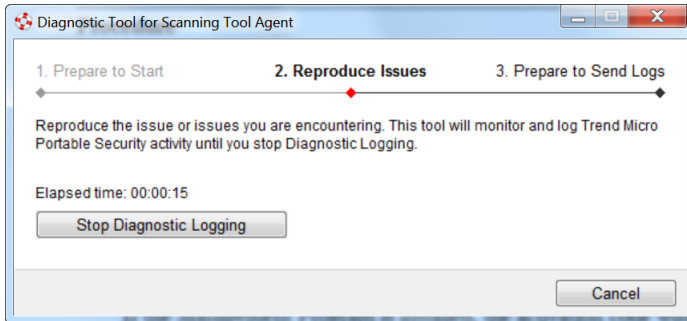 Diagnostic Tool for Scanning Tool Agent
1. Prepare to Start
2. Reproduce Issues
3. Prepare to Send Logs
Reproduce the issue or issues you are encountering. This tool will monitor and log Trend Micro
Portable Security activity until you stop Diagnostic Logging.
Elapsed time: 00:00:15
Stop Diagnostic Logging
Cancel